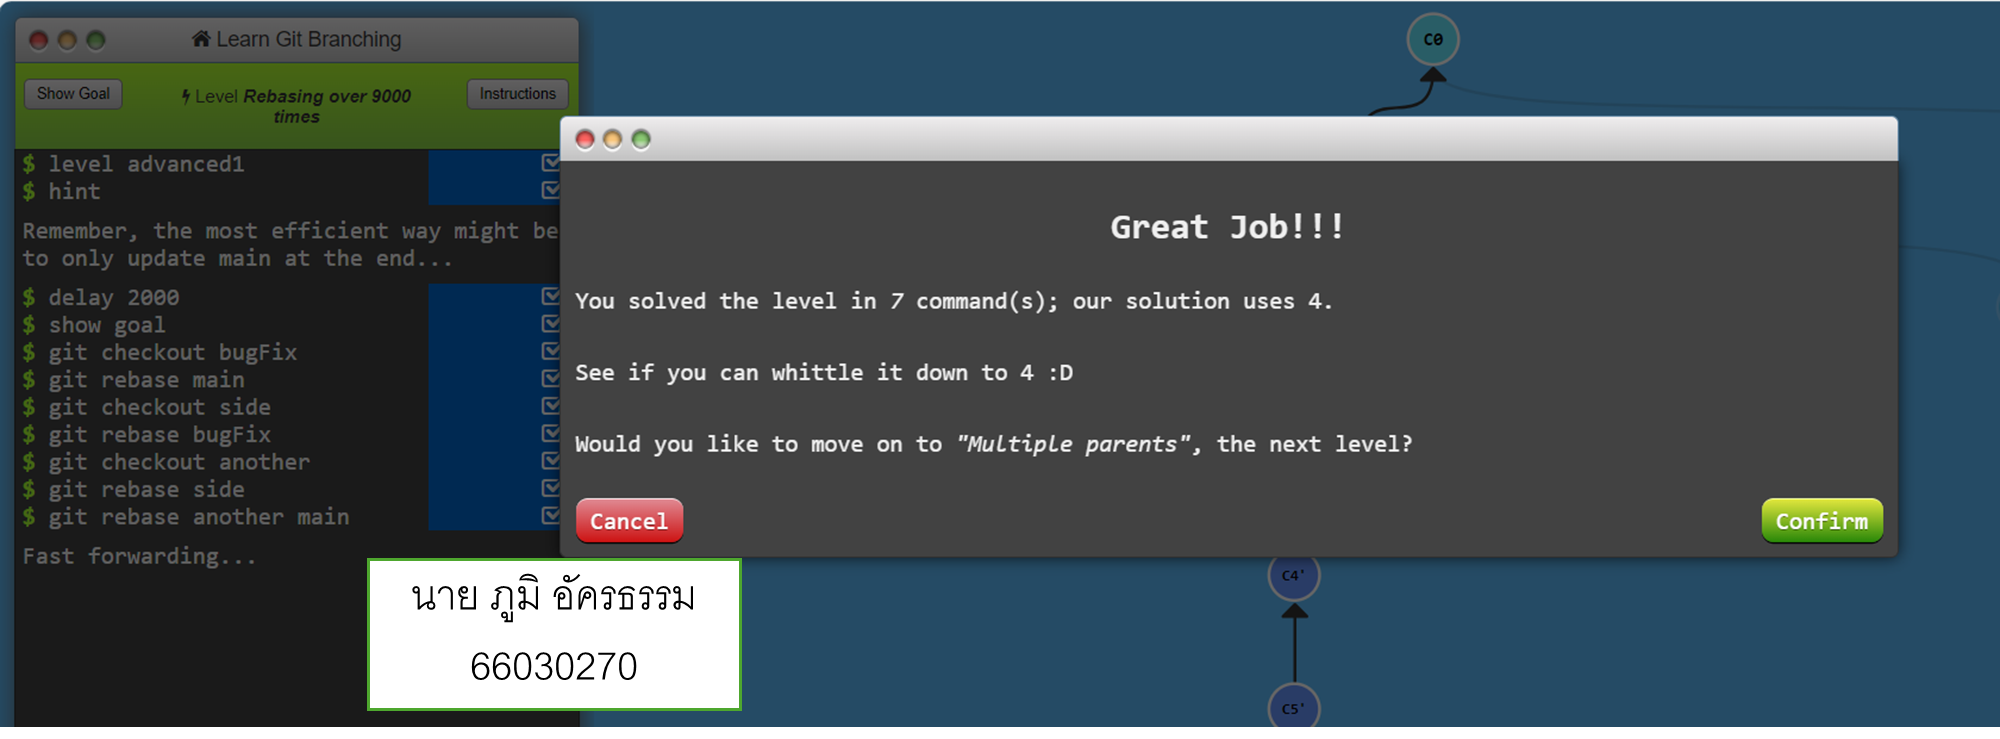 Learn Git Branching
Show Goal
Level Rebasing over 9000 times
Instructions
$ level advanced1
$ hint
Remember, the most efficient way might be
to only update main at the end...
$ delay 2000
$ show goal
$ git checkout bugFix
$ git rebase main
$ git checkout side
$ git rebase bugFix
$ git checkout another
$ git rebase side
$ git rebase another main
Fast forwarding...
C0
Great Job!!!
You solved the level in 7 command(s); our solution uses 4.
See if you can whittle it down to 4 :D
Would you like to move on to "Multiple parents", the next level?
Cancel
Confirm
นาย ภูมิ อัครธรรม
66030270
C4'
C5'